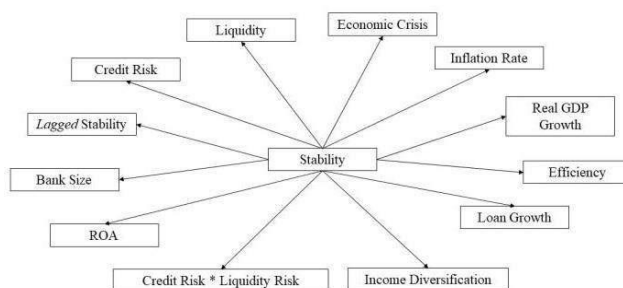 Economic Crisis
Liquidity
Inflation Rate
Credit Risk
Real GDP
Growth
Lagged Stability
Stability
Efficiency
Bank Size
Loan Growth
ROA
Credit Risk * Liquidity Risk
Income Diversification